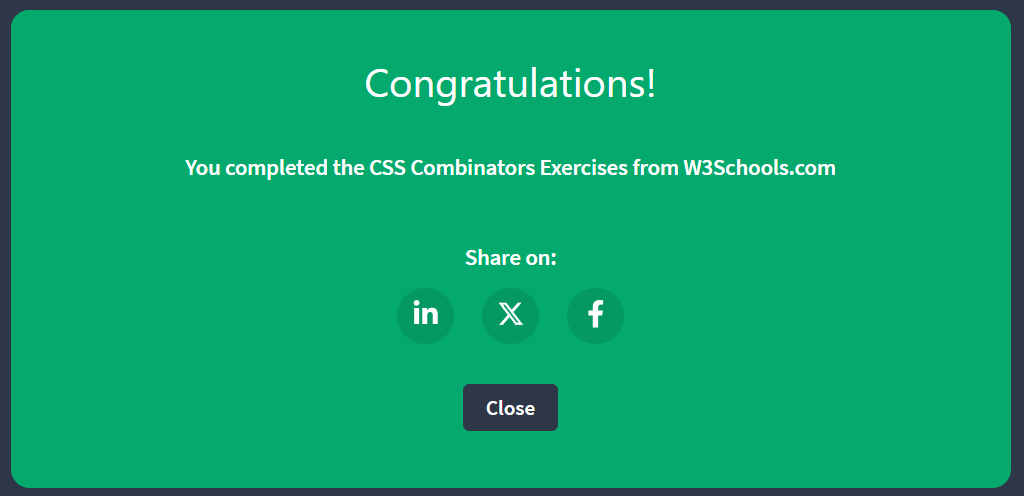 Congratulations!
You completed the CSS Combinators Exercises from W3Schools.com
Share on:
in X f
Close